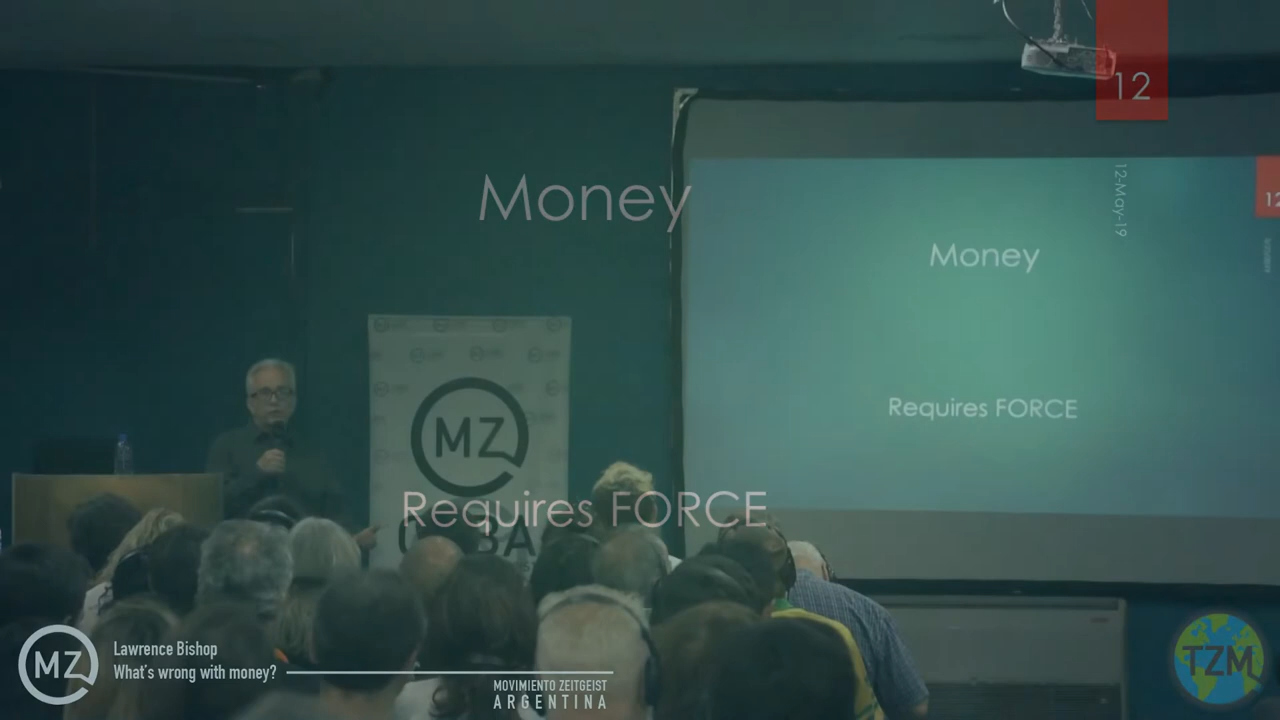 12
12-May-19
Money
Requires FORCE
12
Money
Requires FORCE
MZ
MZ
Lawrence Bishop
What's wrong with money?
MOVIMIENTO ZEITGEIST
ARGENTINA
TZM